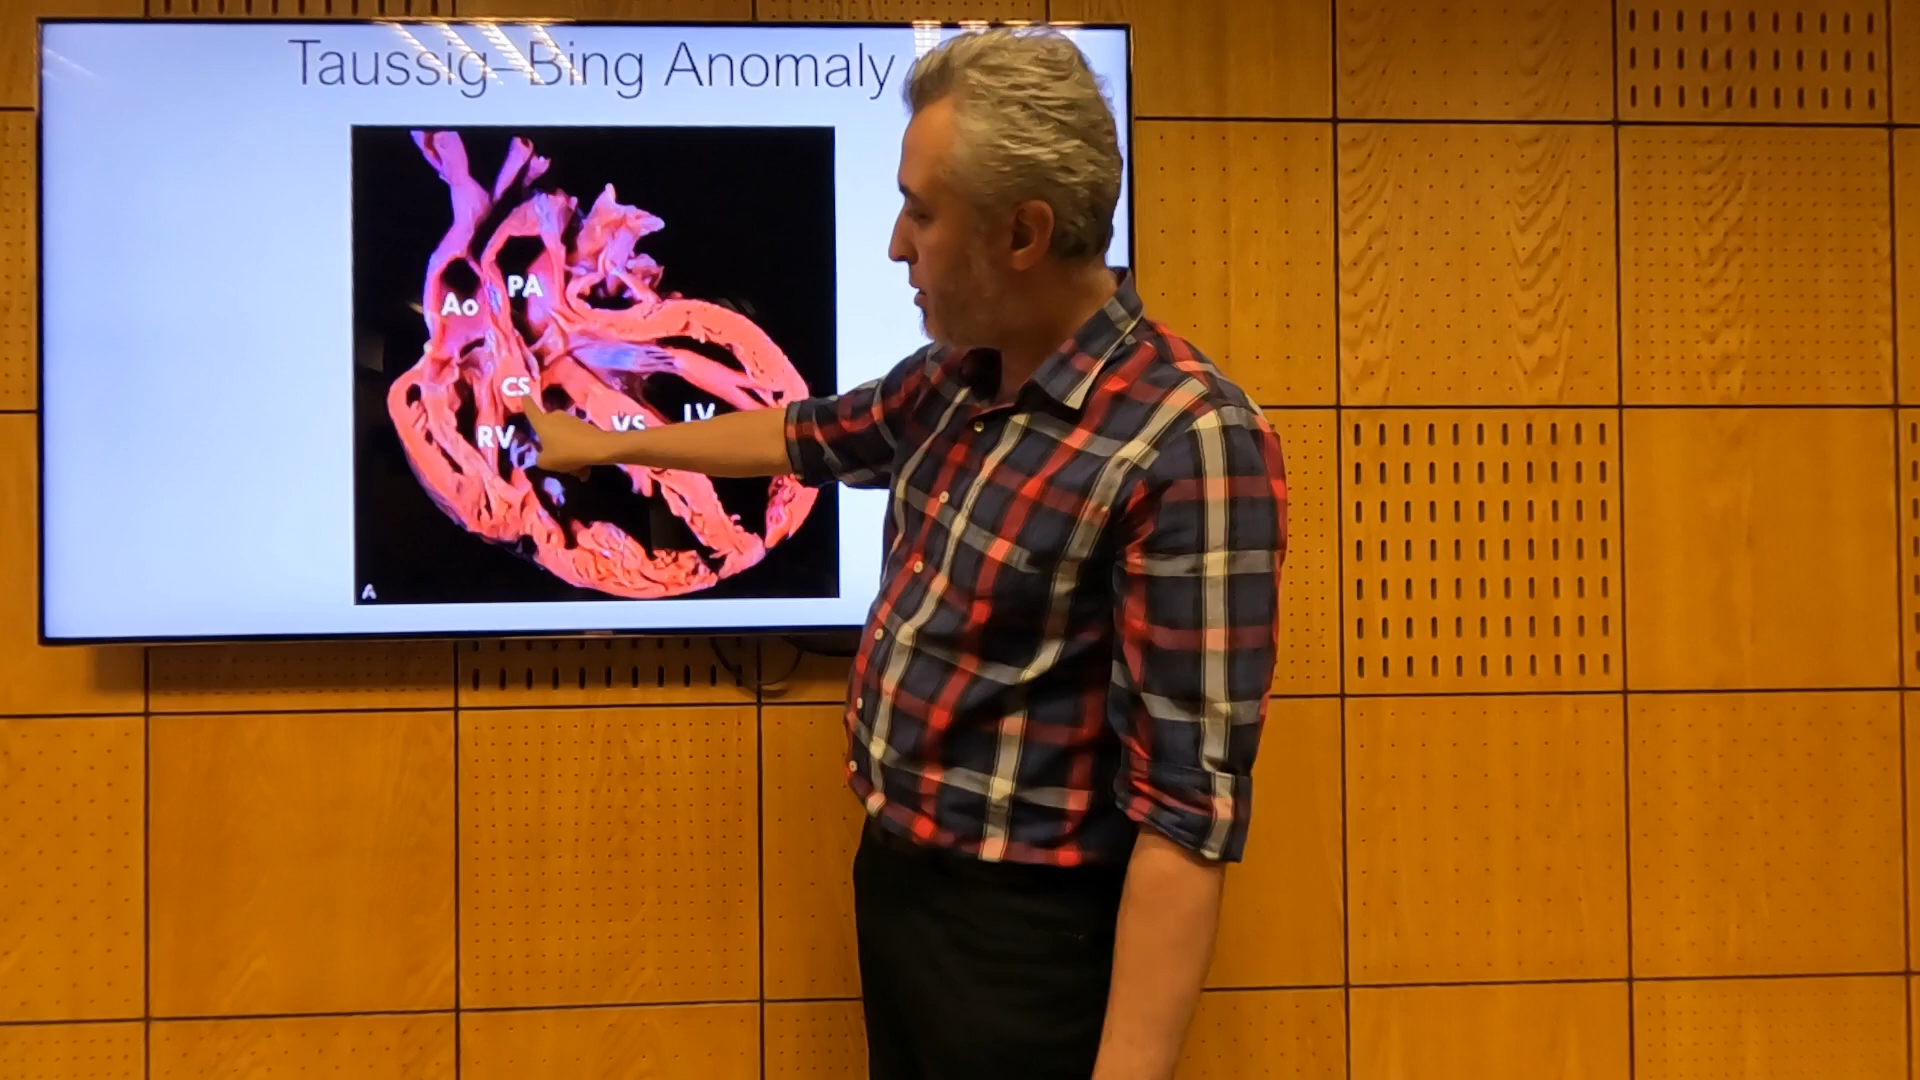 Taussig–Bing Anomaly
PA
Ao
CS
LV
VS
RV
A